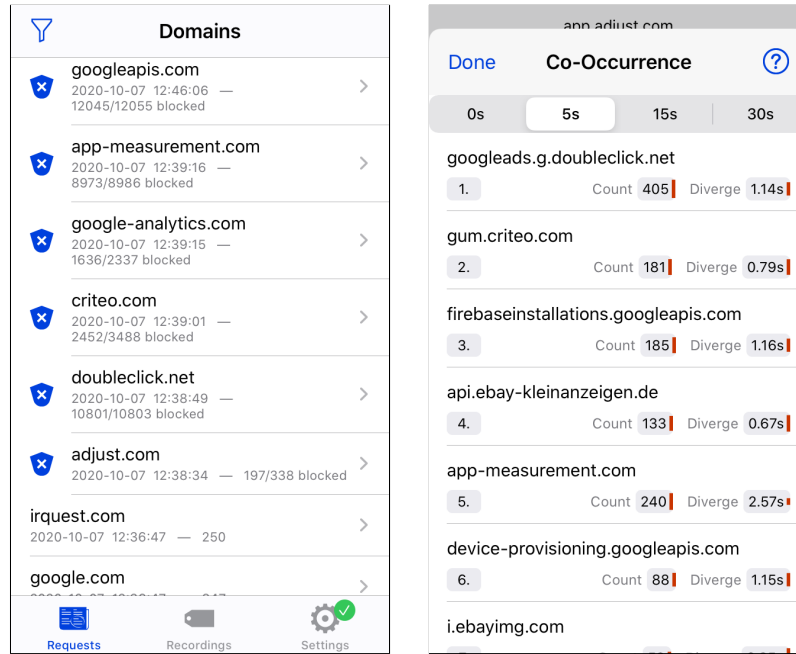 Domains
googleapis.com
2020-10-07 12:46:06 —
12045/12055 blocked
app-measurement.com
2020-10-07 12:39:16 —
8973/8986 blocked
google-analytics.com
2020-10-07 12:39:15 —
1636/2337 blocked
criteo.com
2020-10-07 12:39:01 —
2452/3488 blocked
doubleclick.net
2020-10-07 12:38:49 —
10801/10803 blocked
adjust.com
2020-10-07 12:38:34 — 197/338 blocked
irquest.com
2020-10-07 12:36:47 — 250
google.com
Requests Recordings Settings
app.adjust.com
Done Co-Occurrence ?
0s 5s 15s 30s
googleads.g.doubleclick.net
1. Count 405 Diverge 1.14s
gum.criteo.com
2. Count 181 Diverge 0.79s
firebaseinstallations.googleapis.com
3. Count 185 Diverge 1.16s
api.ebay-kleinanzeigen.de
4. Count 133 Diverge 0.67s
app-measurement.com
5. Count 240 Diverge 2.57s
device-provisioning.googleapis.com
6. Count 88 Diverge 1.15s
i.ebayimg.com